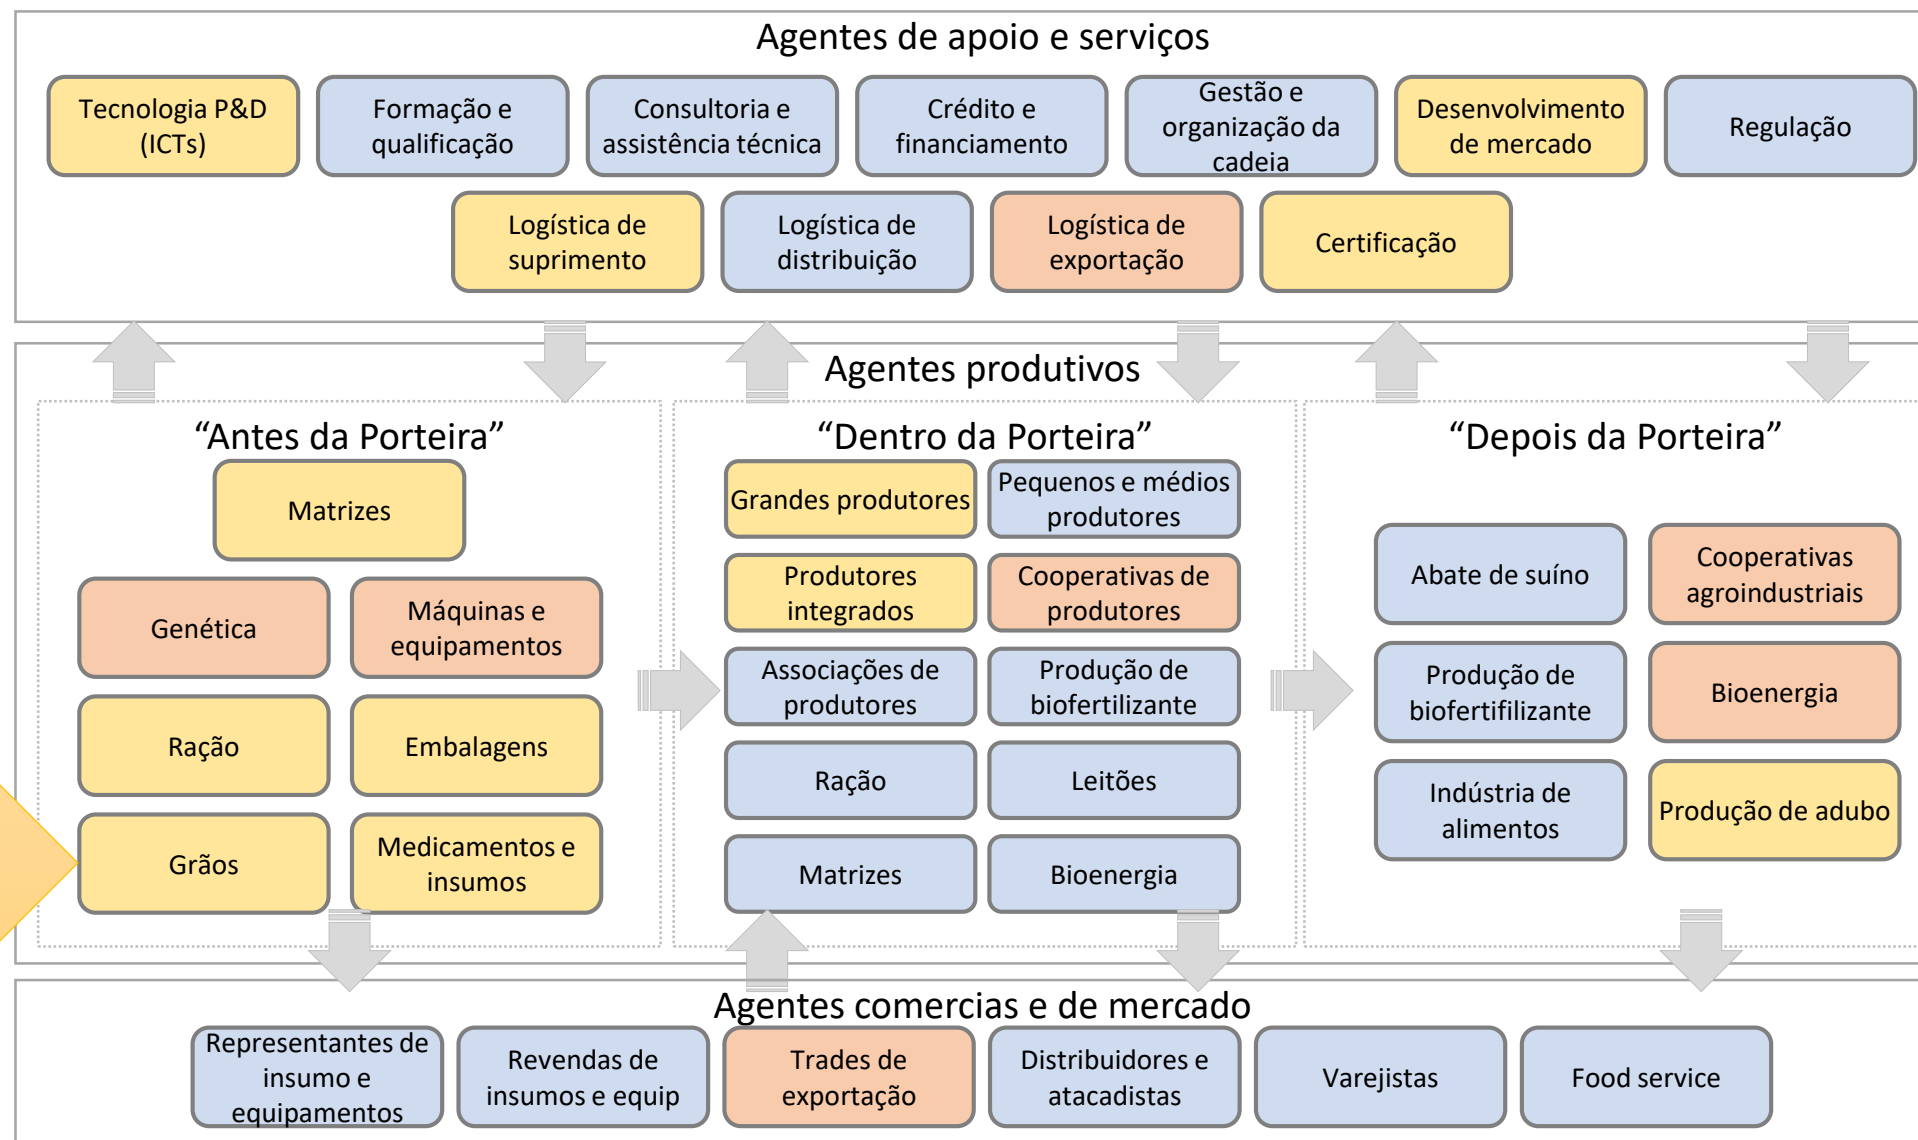 Agentes de apoio e serviços
Tecnologia P&D
(ICTs)
Formação e
qualificação
Consultoria e
assistência técnica
Crédito e
financiamento
Gestão e
organização da
cadeia
Desenvolvimento
de mercado
Regulação
Logística de
suprimento
Logística de
distribuição
Logística de
exportação
Certificação
Agentes produtivos
“Antes da Porteira”
Matrizes
Genética
Máquinas e
equipamentos
Ração
Embalagens
Grãos
Medicamentos e
insumos
“Dentro da Porteira”
Grandes produtores
Pequenos e médios
produtores
Produtores
integrados
Cooperativas de
produtores
Associações de
produtores
Produção de
biofertilizante
Ração
Leitões
Matrizes
Bioenergia
“Depois da Porteira”
Abate de suíno
Cooperativas
agroindustriais
Produção de
biofertifilizante
Bioenergia
Indústria de
alimentos
Produção de adubo
Agentes comercias e de mercado
Representantes de
insumo e
equipamentos
Revendas de
insumos e equip
Trades de
exportação
Distribuidores e
atacadistas
Varejistas
Food service